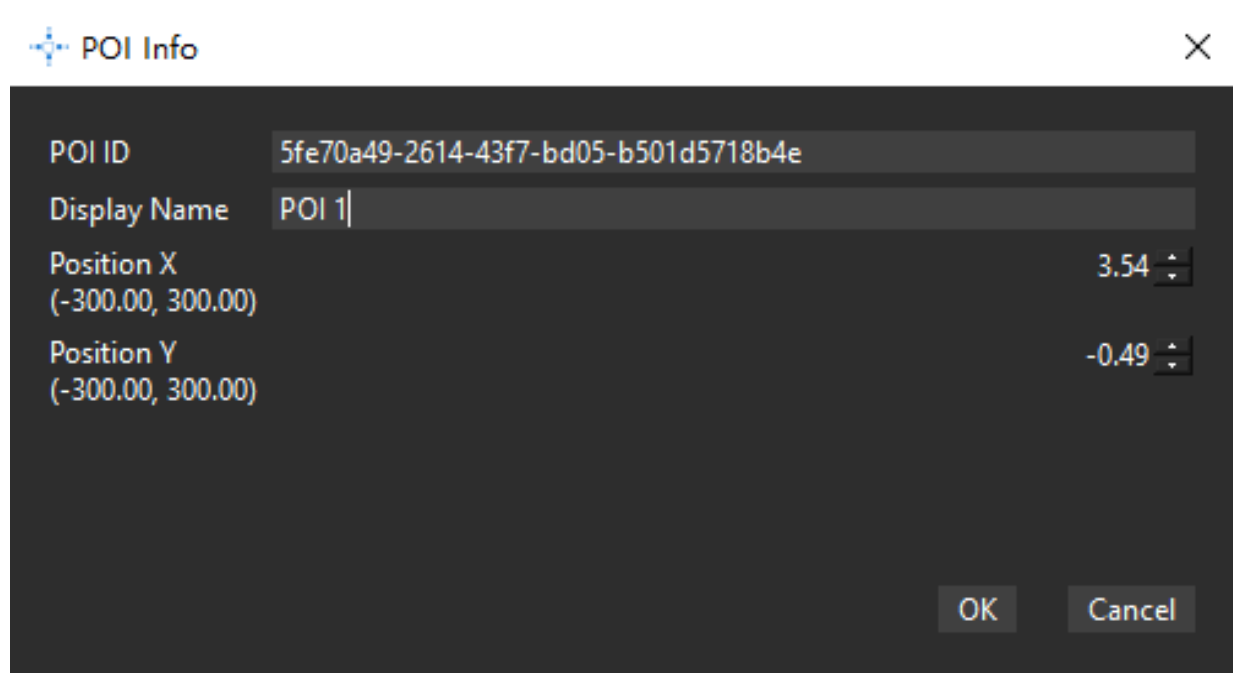 POI Info
POI ID 5fe70a49-2614-43f7-bd05-b501d5718b4e
Display Name POI 1
Position X 3.54
(-300.00, 300.00)
Position Y -0.49
(-300.00, 300.00)
OK Cancel